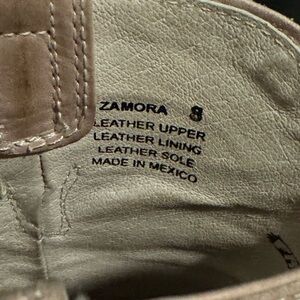 ZAMORA 8
LEATHER UPPER
LEATHER LINING
LEATHER SOLE
MADE IN MEXICO